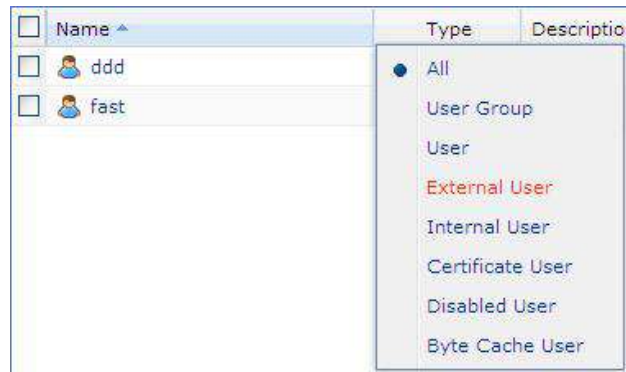 Name Type Descriptio
ddd
fast
All
User Group
User
External User
Internal User
Certificate User
Disabled User
Byte Cache User